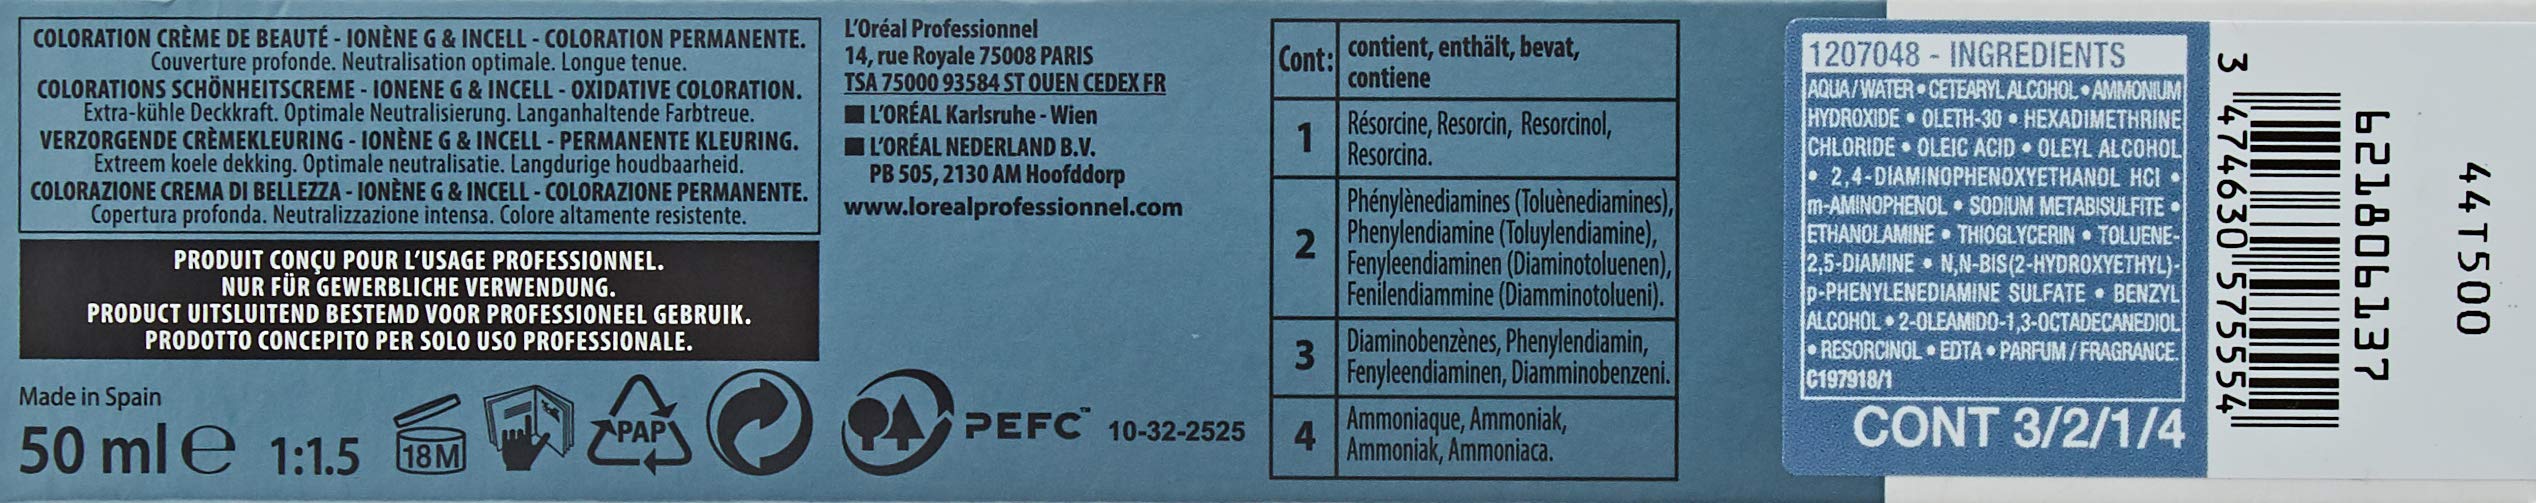 COLORATION CRÈME DE BEAUTÉ - IONÈNE G & INCELL - COLORATION PERMANENTE.
Couverture profonde. Neutralisation optimale. Longue tenue.
COLORATIONS SCHÖNHEITSCREME - IONENE G & INCELL - OXIDATIVE COLORATION.
Extra-kühle Deckkraft. Optimale Neutralisierung. Langanhaltende Farbtreue.
VERZORGENDE CRÈMEKLEURING - IONÈNE G & INCELL - PERMANENTE KLEURING.
Extreem koele dekking. Optimale neutralisatie. Langdurige houdbaarheid.
COLORAZIONE CREMA DI BELLEZZA - IONÈNE G & INCELL - COLORAZIONE PERMANENTE.
Copertura profonda. Neutralizzazione intensa. Colore altamente resistente.
PRODUIT CONÇU POUR L'USAGE PROFESSIONNEL.
NUR FÜR GEWERBLICHE VERWENDUNG.
PRODUCT UITSLUITEND BESTEMD VOOR PROFESSIONEEL GEBRUIK.
PRODOTTO CONCEPITO PER SOLO USO PROFESSIONALE.
Made in Spain
50 ml e 1:1.5
18M
PAP
L'Oréal Professionnel
14, rue Royale 75008 PARIS
TSA 75000 93584 ST OUEN CEDEX FR
■ L'ORÉAL Karlsruhe - Wien
■ L'ORÉAL NEDERLAND B.V.
PB 505, 2130 AM Hoofddorp
www.lorealprofessionnel.com
PEFC™ 10-32-2525
Cont: contient, enthält, bevat,
contiene
1 Résorcine, Resorcin, Resorcinol,
Resorcina.
2 Phénylènediamines (Toluènediamines),
Phenylendiamine (Toluylendiamine),
Fenyleendiaminen (Diaminotoluenen),
Fenilendiammine (Diamminotolueni).
3 Diaminobenzènes, Phenylendiamin,
Fenyleendiaminen, Diamminobenzeni.
4 Ammoniaque, Ammoniak,
Ammoniak, Ammoniaca.
1207048 - INGREDIENTS
AQUA / WATER • CETEARYL ALCOHOL • AMMONIUM
HYDROXIDE • OLETH-30 • HEXADIMETHRINE
CHLORIDE • OLEIC ACID • OLEYL ALCOHOL
• 2,4-DIAMINOPHENOXYETHANOL HCl •
m-AMINOPHENOL • SODIUM METABISULFITE •
ETHANOLAMINE • THIOGLYCERIN • TOLUENE-
2,5-DIAMINE • N,N-BIS(2-HYDROXYETHYL)-
p-PHENYLENEDIAMINE SULFATE • BENZYL
ALCOHOL • 2-OLEAMIDO-1,3-OCTADECANEDIOL
• RESORCINOL • EDTA • PARFUM / FRAGRANCE.
C197918/1
CONT 3/2/1/4
3 474630 575554
621806137
44T500